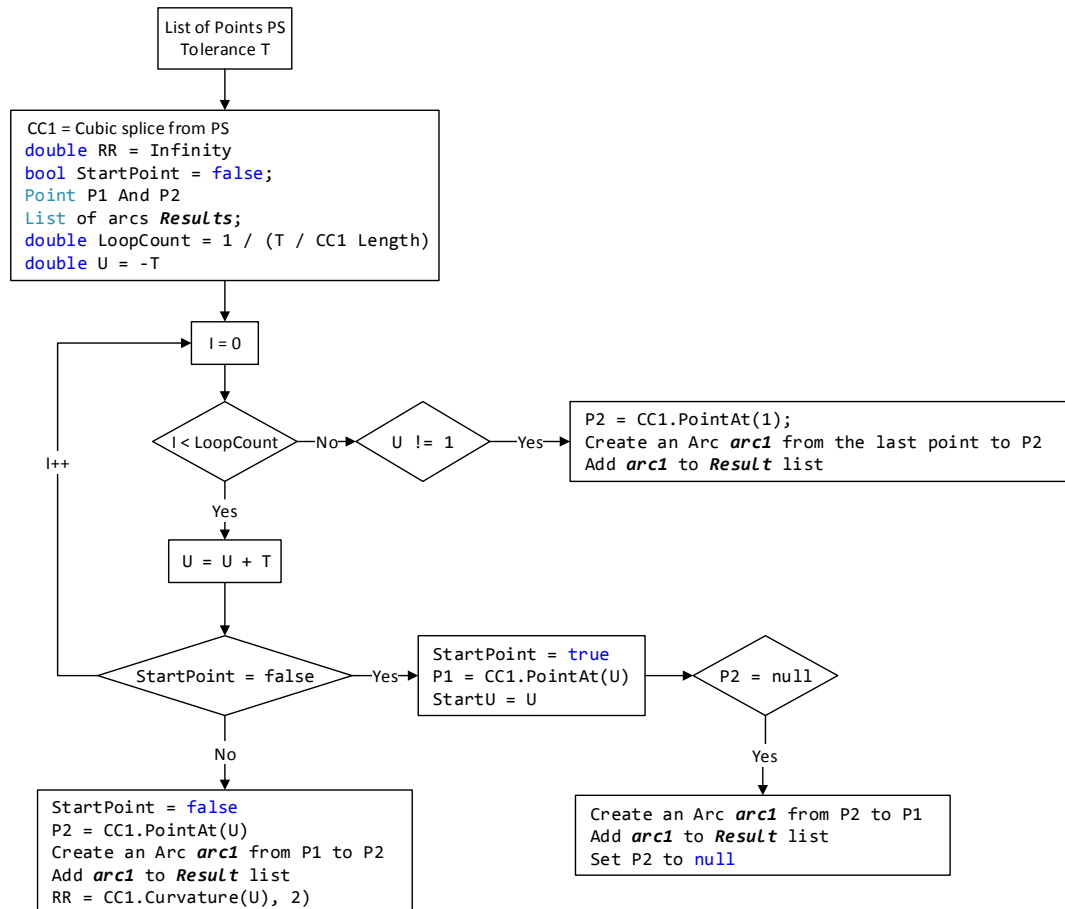 List of Points PS
Tolerance T
CC1 = Cubic splice from PS
double RR = Infinity
bool StartPoint = false;
Point P1 And P2
List of arcs Results;
double LoopCount = 1 / (T / CC1 Length)
double U = -T
I = 0
I < LoopCount
No
U != 1
Yes
P2 = CC1.PointAt(1);
Create an Arc arc1 from the last point to P2
Add arc1 to Result list
I++
Yes
U = U + T
StartPoint = false
Yes
StartPoint = true
P1 = CC1.PointAt(U)
StartU = U
P2 = null
No
Yes
StartPoint = false
P2 = CC1.PointAt(U)
Create an Arc arc1 from P1 to P2
Add arc1 to Result list
RR = CC1.Curvature(U), 2)
Create an Arc arc1 from P2 to P1
Add arc1 to Result list
Set P2 to null